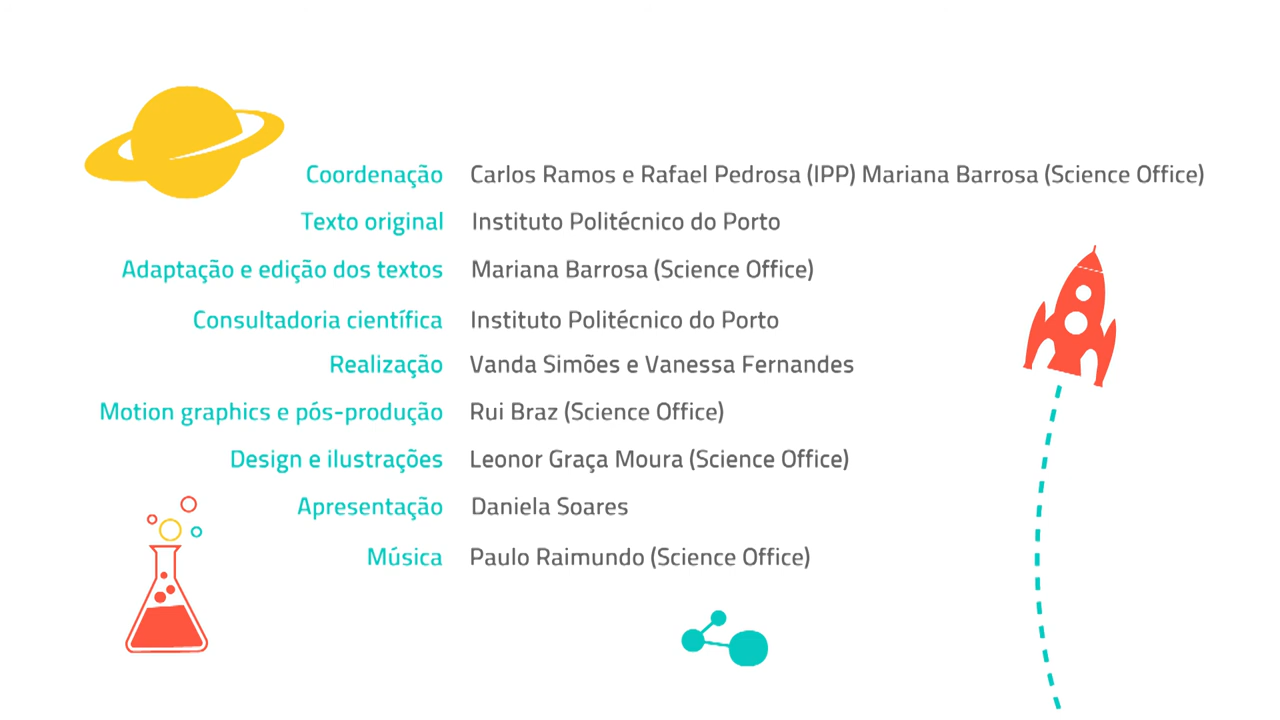 Coordenação Carlos Ramos e Rafael Pedrosa (IPP) Mariana Barrosa (Science Office)
Texto original Instituto Politécnico do Porto
Adaptação e edição dos textos Mariana Barrosa (Science Office)
Consultadoria científica Instituto Politécnico do Porto
Realização Vanda Simões e Vanessa Fernandes
Motion graphics e pós-produção Rui Braz (Science Office)
Design e ilustrações Leonor Graça Moura (Science Office)
Apresentação Daniela Soares
Música Paulo Raimundo (Science Office)